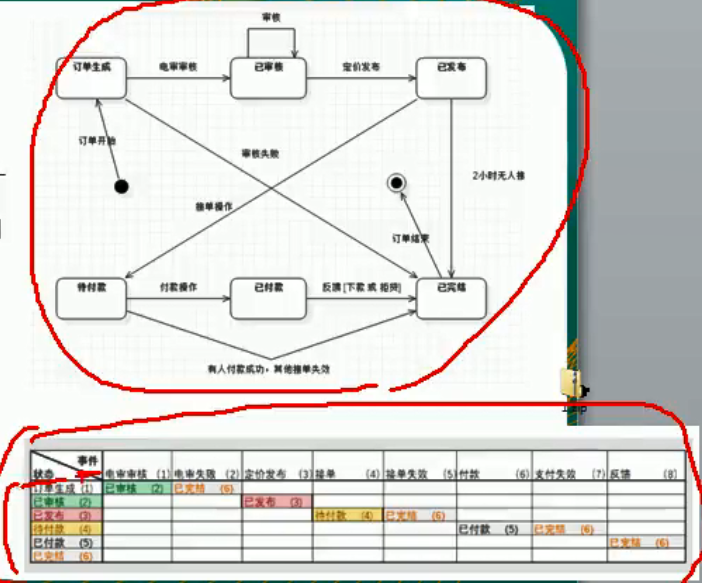 审核
订单生成
电审审核
已审核
定价发布
已发布
订单开始
审核失败
2小时无人接
接单操作
订单结束
待付款
付款操作
已付款
反馈[下款 或 拒贷]
已完结
有人付款成功，其他接单失效
事件
状态
电审审核 (1) 电审失败 (2) 定价发布 (3) 接单 (4) 接单失效 (5) 付款 (6) 支付失效 (7) 反馈 (8)
订单生成 (1) 已审核 (2) 已完结 (6)
已审核 (2) 已发布 (3)
已发布 (3) 待付款 (4) 已完结 (6)
待付款 (4) 已付款 (5) 已完结 (6)
已付款 (5) 已完结 (6)
已完结 (6)